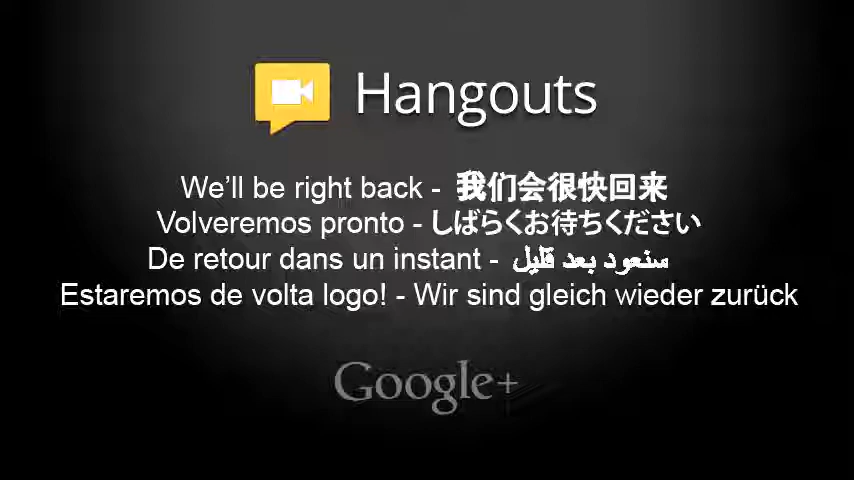 Hangouts
We’ll be right back - 我们会很快回来
Volveremos pronto - しばらくお待ちください
De retour dans un instant - سنعود بعد قليل
Estaremos de volta logo! - Wir sind gleich wieder zurück
Google+